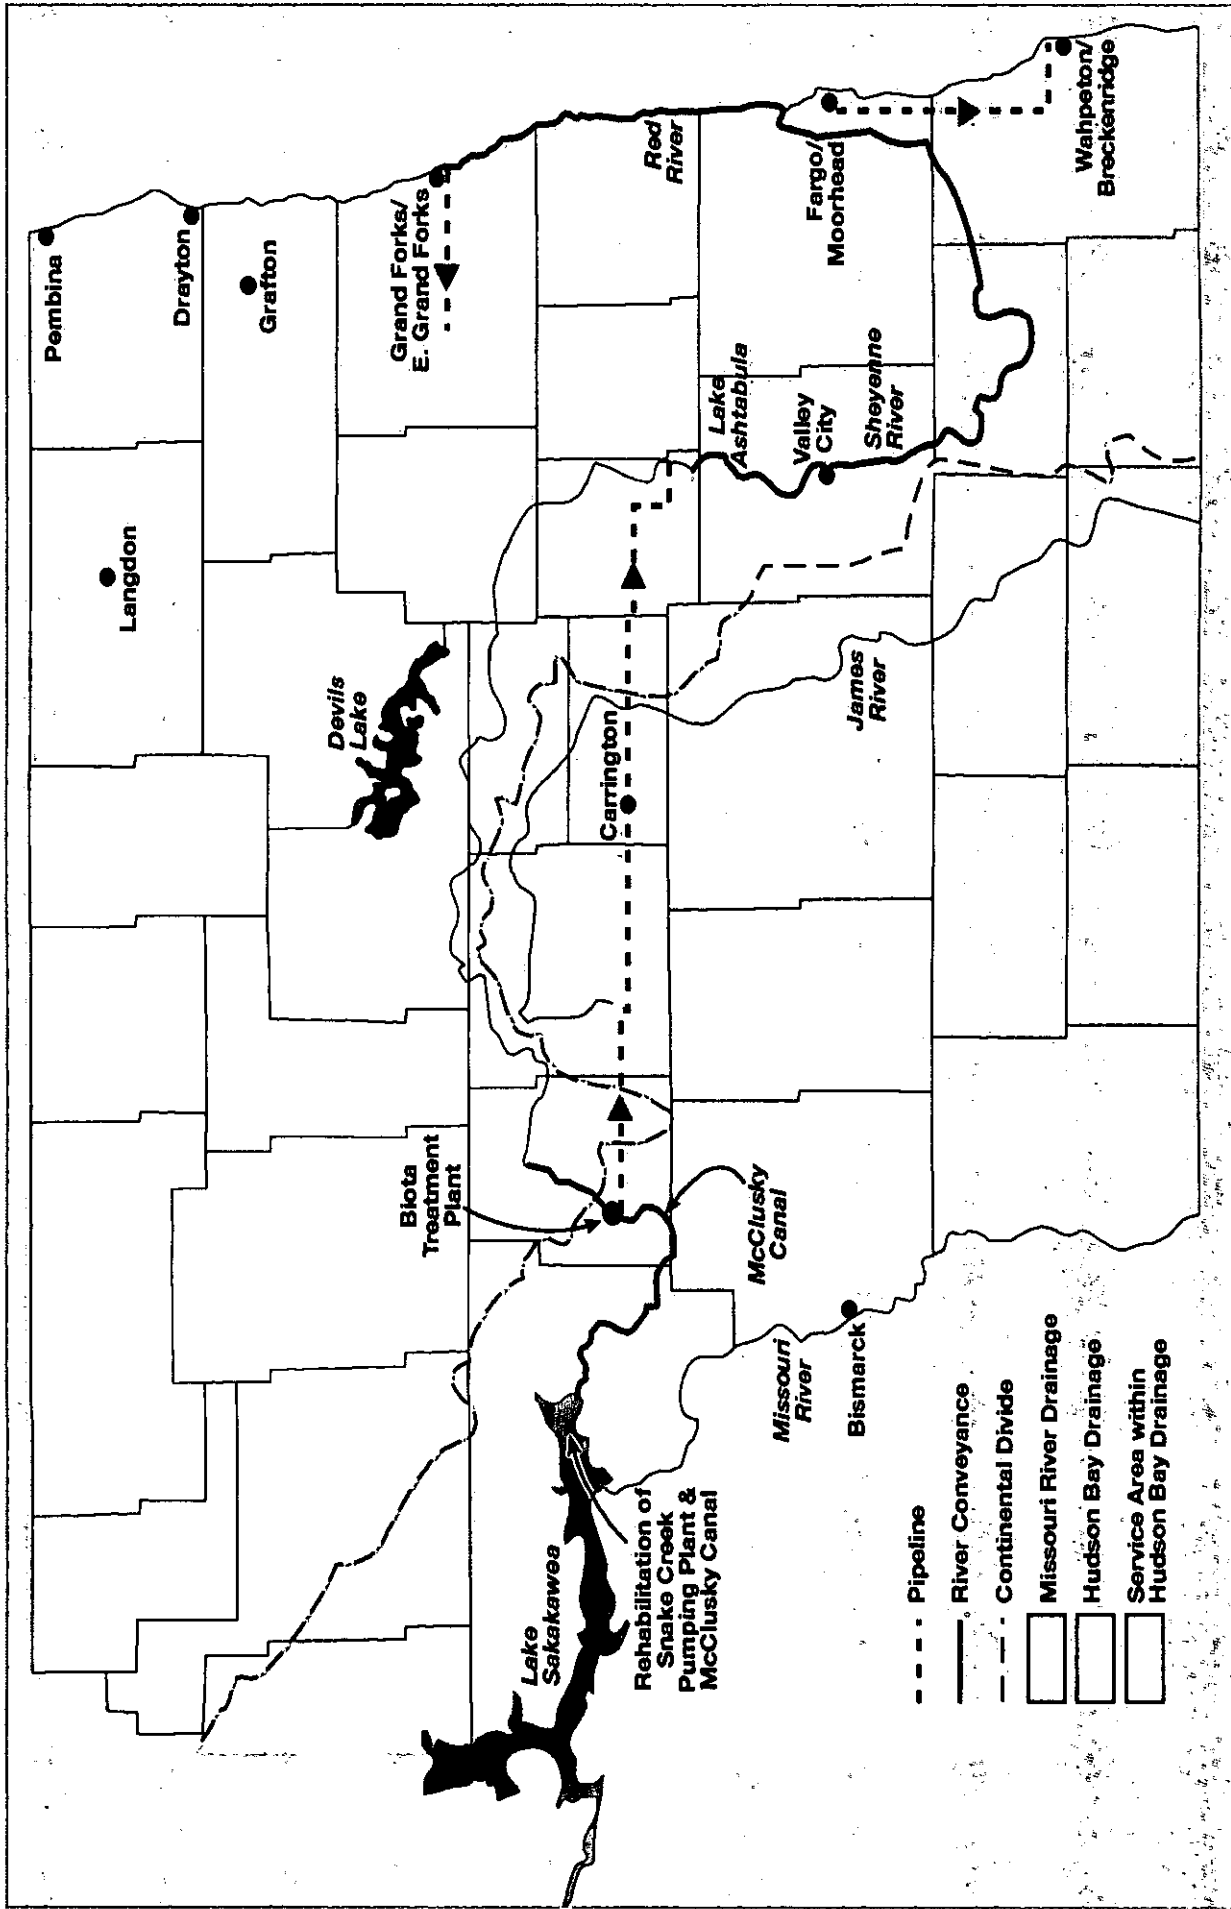 Pembina
Drayton
Grafton
Langdon
Grand Forks/
E. Grand Forks
Devils
Lake
Red
River
Lake
Ashtabula
Valley
City
Sheyenne
River
Fargo/
Moorhead
Wahpeton/
Breckenridge
Carrington
James
River
Biota
Treatment
Plant
McClusky
Canal
Missouri
River
Bismarck
Lake
Sakakawea
Rehabilitation of
Snake Creek
Pumping Plant &
McClusky Canal
Pipeline
River Conveyance
Continental Divide
Missouri River Drainage
Hudson Bay Drainage
Service Area within
Hudson Bay Drainage